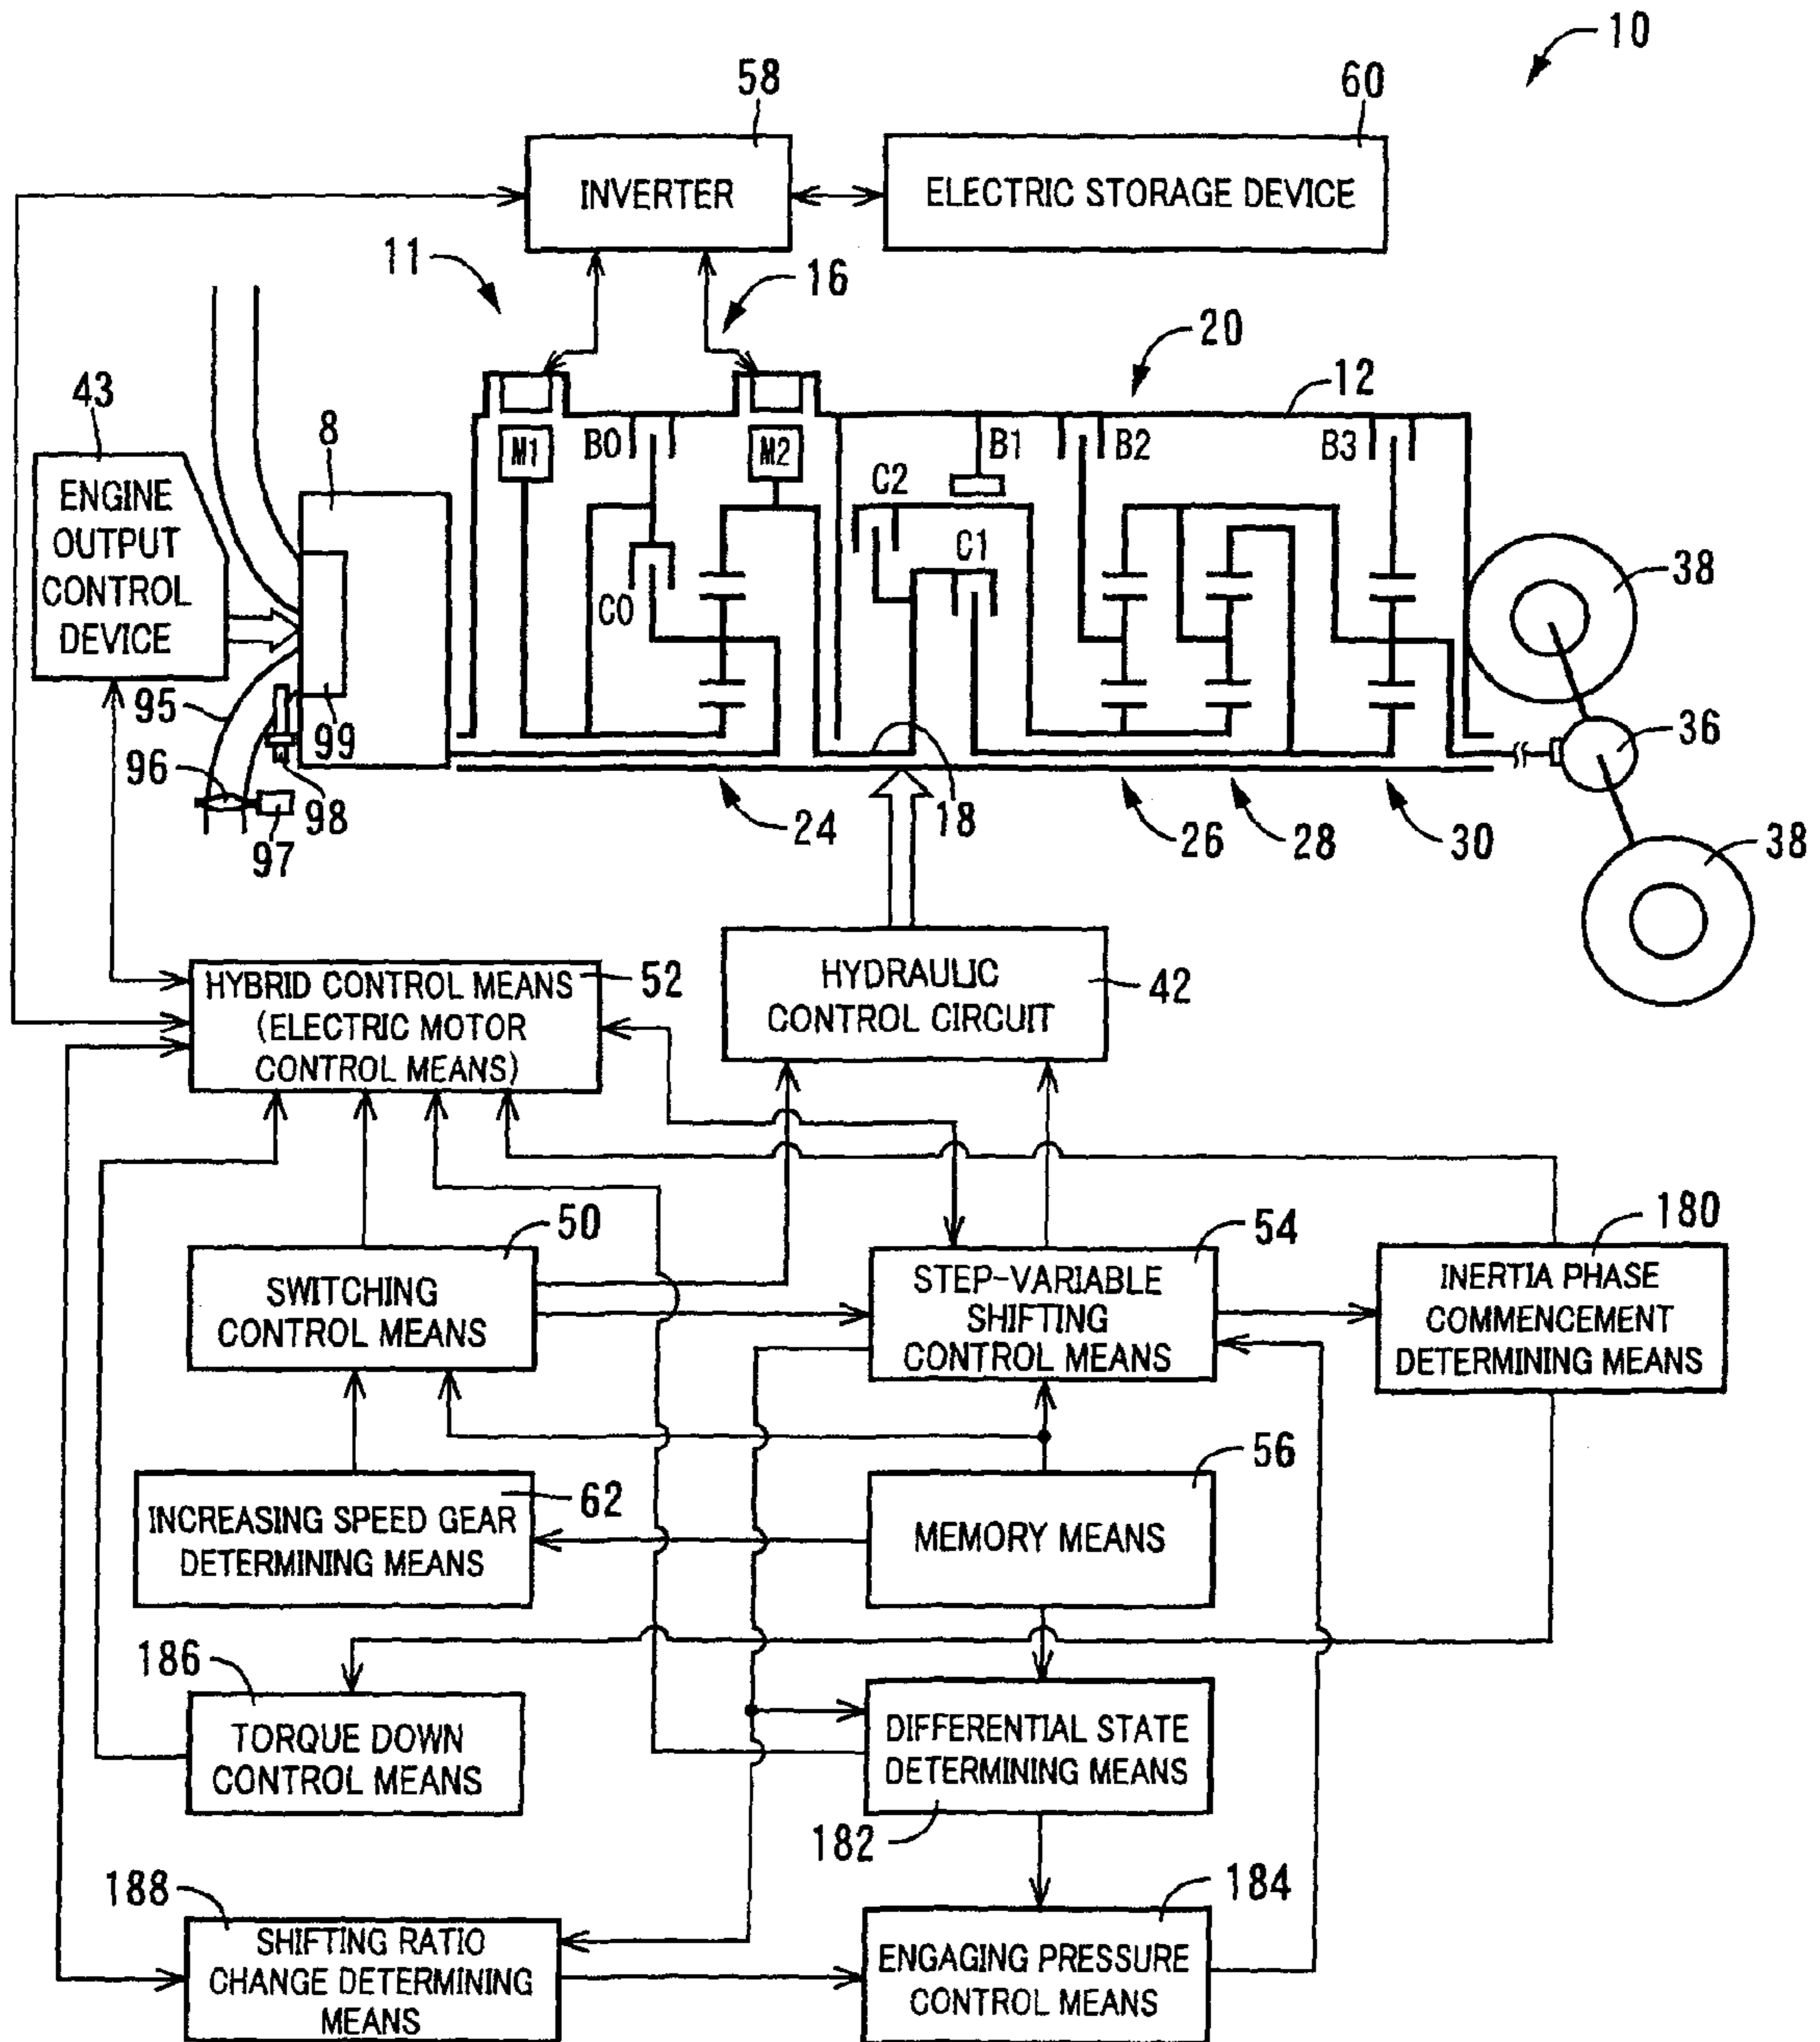 10
58
60
INVERTER
ELECTRIC STORAGE DEVICE
11
16
20
12
43
8
M1
B0
M2
B1
B2
B3
C2
C1
C0
ENGINE
OUTPUT
CONTROL
DEVICE
38
36
95
99
96
98
97
24
18
26
28
30
38
HYBRID CONTROL MEANS
(ELECTRIC MOTOR
CONTROL MEANS)
52
HYDRAULIC
CONTROL CIRCUIT
42
50
54
180
SWITCHING
CONTROL MEANS
STEP-VARIABLE
SHIFTING
CONTROL MEANS
INERTIA PHASE
COMMENCEMENT
DETERMINING MEANS
56
62
INCREASING SPEED GEAR
DETERMINING MEANS
MEMORY MEANS
186
TORQUE DOWN
CONTROL MEANS
DIFFERENTIAL STATE
DETERMINING MEANS
182
188
184
SHIFTING RATIO
CHANGE DETERMINING
MEANS
ENGAGING PRESSURE
CONTROL MEANS